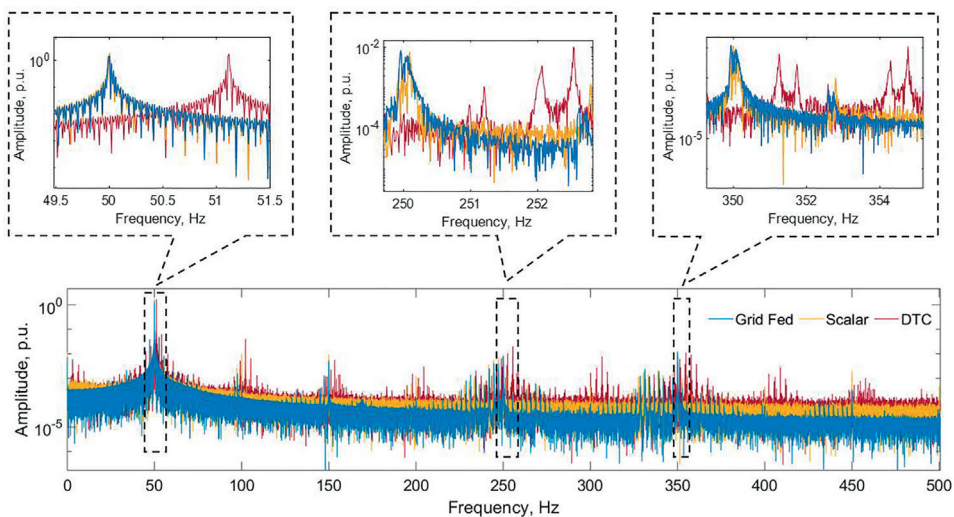 10⁰
Amplitude, p.u.
49.5 50 50.5 51 51.5
Frequency, Hz
10⁻²
10⁻⁴
Amplitude, p.u.
250 251 252
Frequency, Hz
10⁻⁵
Amplitude, p.u.
350 352 354
Frequency, Hz
10⁰
10⁻⁵
Amplitude, p.u.
Grid Fed Scalar DTC
0 50 100 150 200 250 300 350 400 450 500
Frequency, Hz